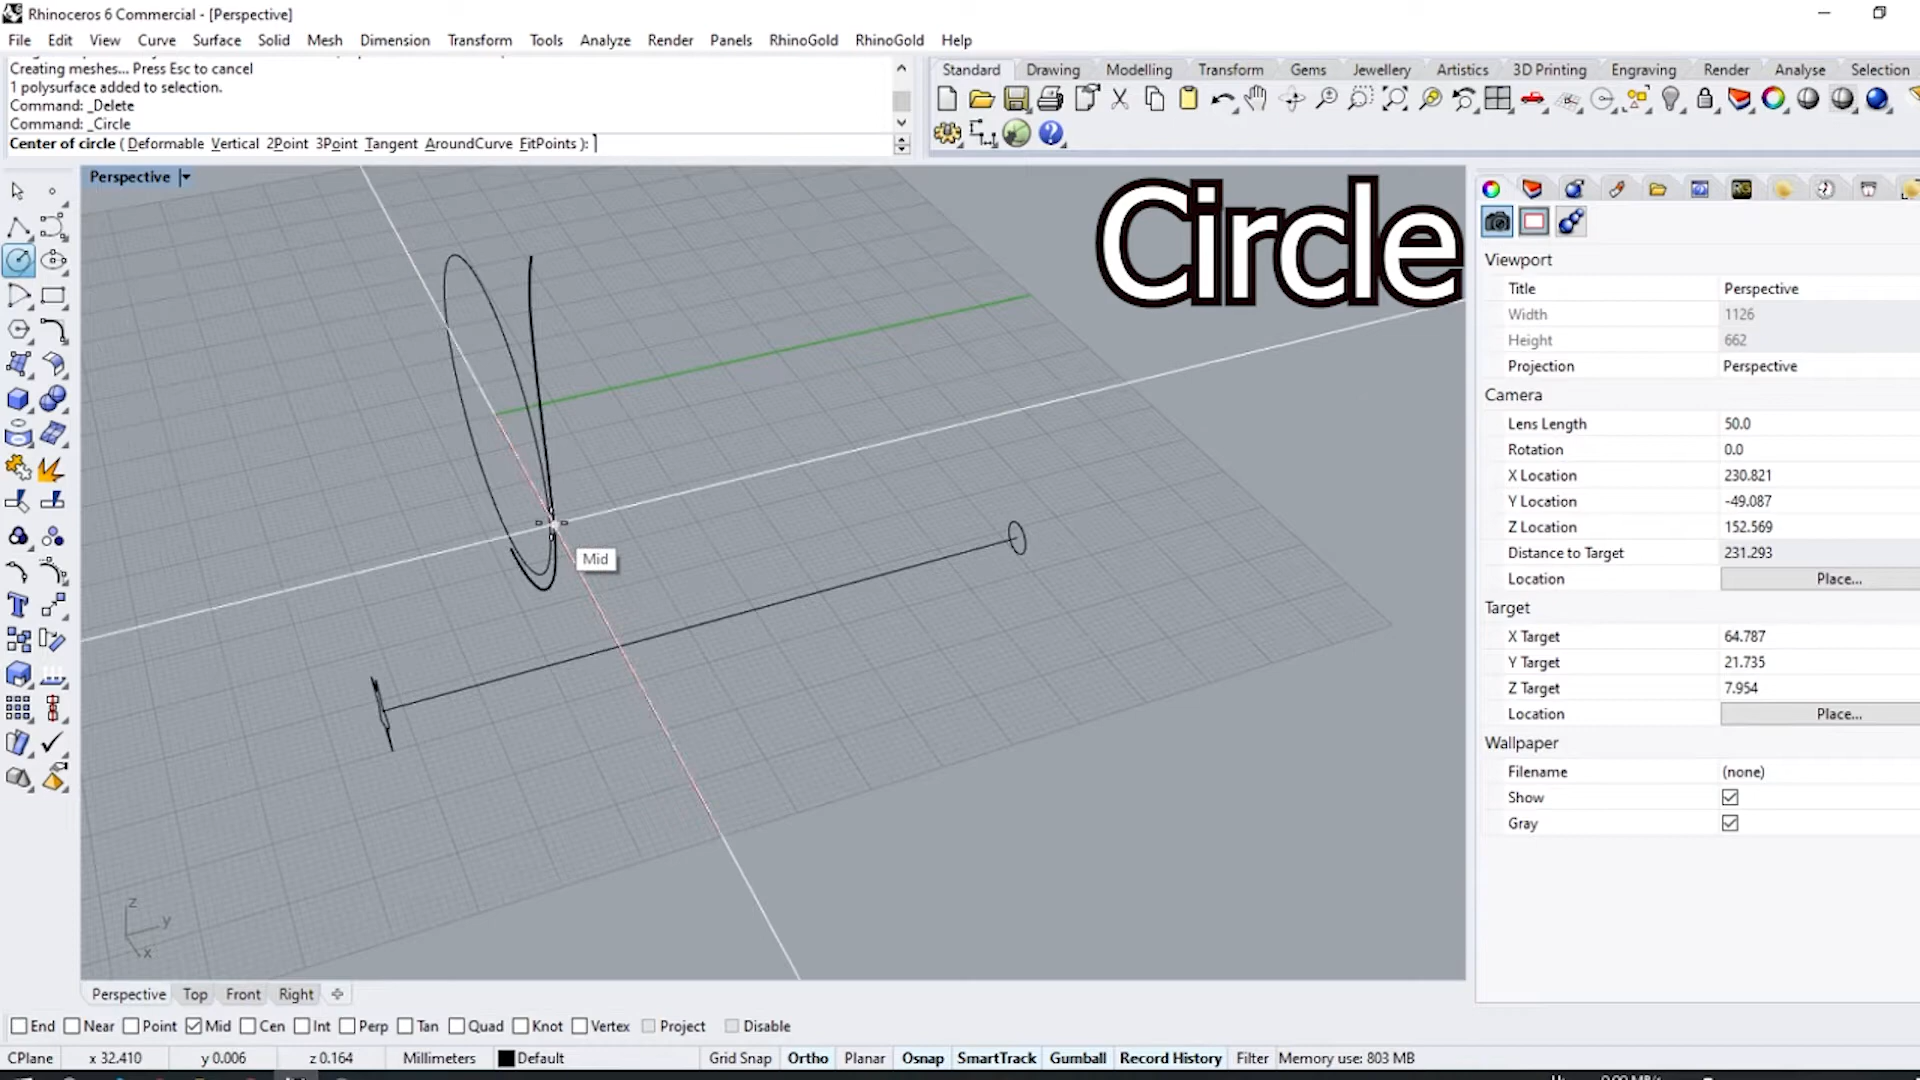 Rhinoceros 6 Commercial - [Perspective]
File Edit View Curve Surface Solid Mesh Dimension Transform Tools Analyze Render Panels RhinoGold RhinoGold Help
Creating meshes... Press Esc to cancel
1 polysurface added to selection.
Command: _Delete
Command: _Circle
Center of circle ( Deformable Vertical 2Point 3Point Tangent AroundCurve FitPoints ):
Standard Drawing Modelling Transform Gems Jewellery Artistics 3D Printing Engraving Render Analyse Selection
Perspective
Circle
Mid
z
y
x
RG
Viewport
Title Perspective
Width 1126
Height 662
Projection Perspective
Camera
Lens Length 50.0
Rotation 0.0
X Location 230.821
Y Location -49.087
Z Location 152.569
Distance to Target 231.293
Location Place...
Target
X Target 64.787
Y Target 21.735
Z Target 7.954
Location Place...
Wallpaper
Filename (none)
Show
Gray
Perspective Top Front Right
End Near Point Mid Cen Int Perp Tan Quad Knot Vertex Project Disable
CPlane x 32.410 y 0.006 z 0.164 Millimeters Default Grid Snap Ortho Planar Osnap SmartTrack Gumball Record History Filter Memory use: 803 MB